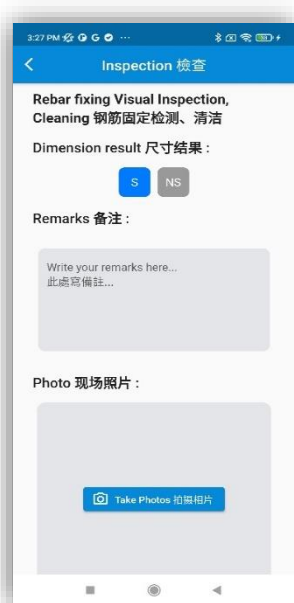 3:27 PM
Inspection 檢查
Rebar fixing Visual Inspection,
Cleaning 钢筋固定检测、清洁
Dimension result 尺寸结果 :
S NS
Remarks 备注 :
Write your remarks here...
此處寫備註...
Photo 现场照片 :
Take Photos 拍摄相片